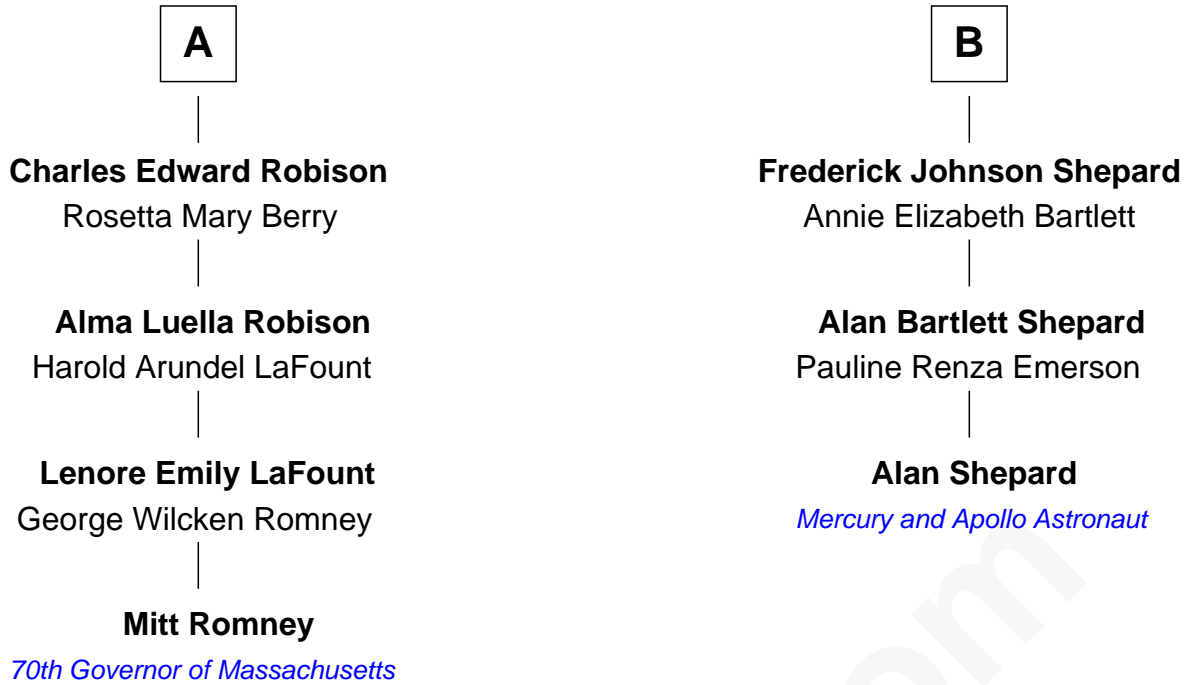 A
Charles Edward Robison
Rosetta Mary Berry
Alma Luella Robison
Harold Arundel LaFount
Lenore Emily LaFount
George Wilcken Romney
Mitt Romney
70th Governor of Massachusetts
B
Frederick Johnson Shepard
Annie Elizabeth Bartlett
Alan Bartlett Shepard
Pauline Renza Emerson
Alan Shepard
Mercury and Apollo Astronaut
om